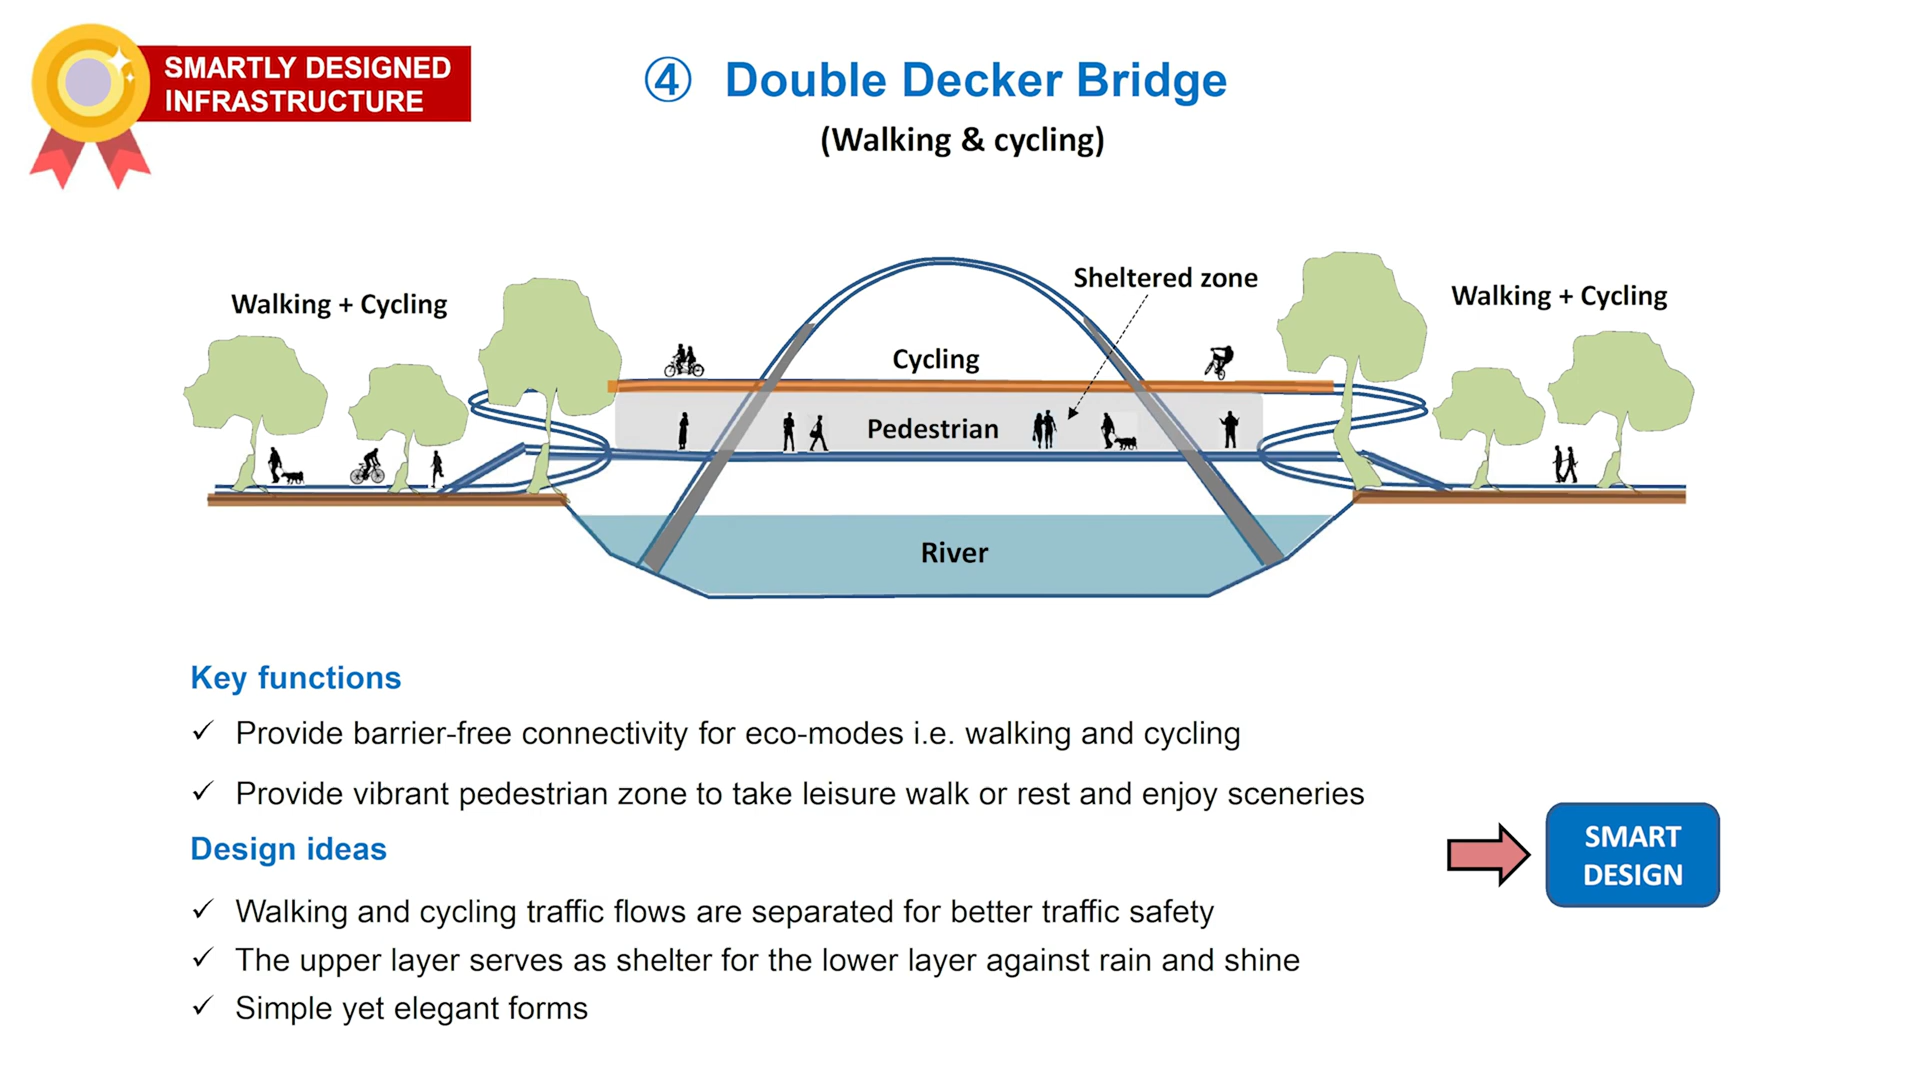 SMARTLY DESIGNED
INFRASTRUCTURE
④ Double Decker Bridge
(Walking & cycling)
Sheltered zone
Walking + Cycling
Walking + Cycling
Cycling
Pedestrian
River
Key functions
✓ Provide barrier-free connectivity for eco-modes i.e. walking and cycling
✓ Provide vibrant pedestrian zone to take leisure walk or rest and enjoy sceneries
Design ideas
✓ Walking and cycling traffic flows are separated for better traffic safety
✓ The upper layer serves as shelter for the lower layer against rain and shine
✓ Simple yet elegant forms
SMART
DESIGN